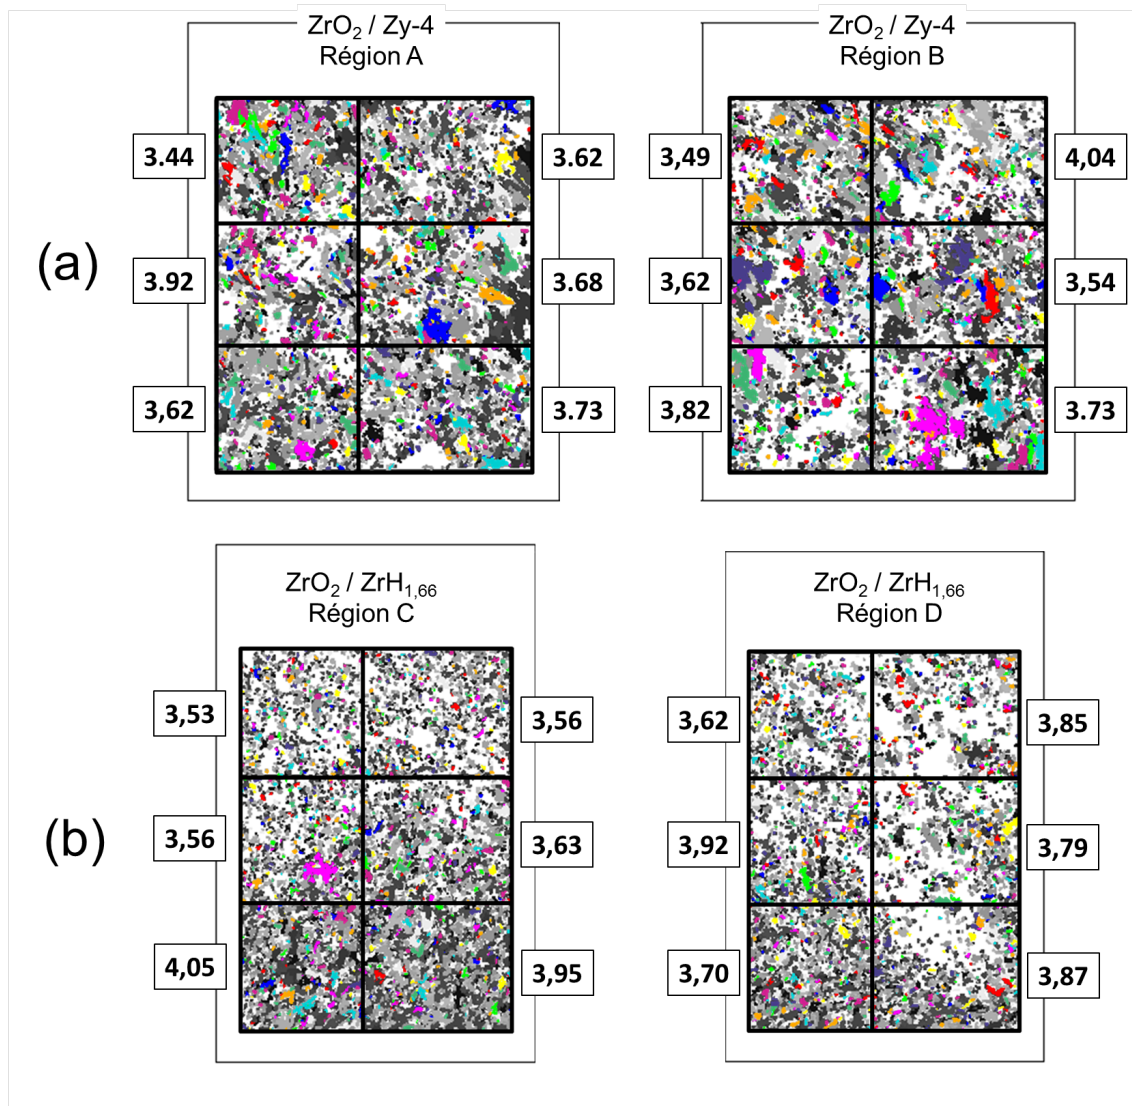 ZrO₂ / Zy-4
Région A
ZrO₂ / Zy-4
Région B
(a)
3.44
3.62
3.92
3.68
3,62
3.73
3,49
4,04
3,62
3,54
3,82
3.73
(b)
ZrO₂ / ZrH₁,₆₆
Région C
ZrO₂ / ZrH₁,₆₆
Région D
3,53
3,56
3,56
3,63
4,05
3,95
3,62
3,85
3,92
3,79
3,70
3,87